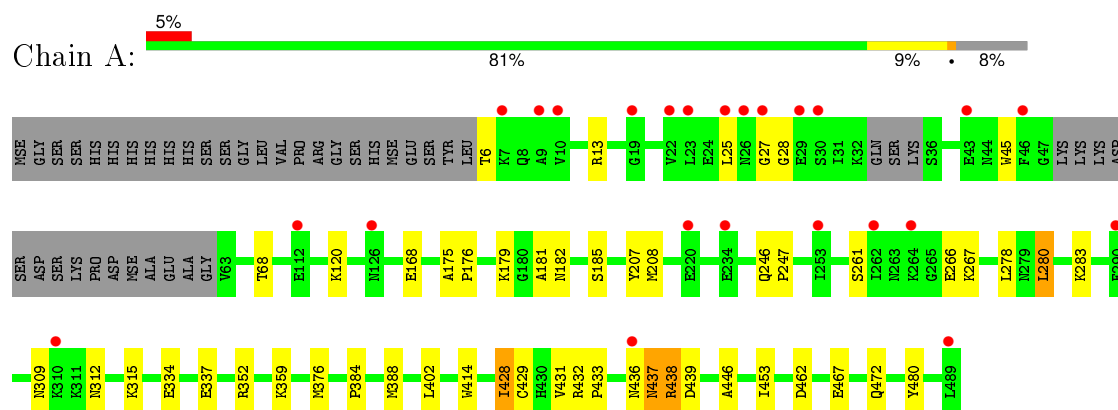 5%
Chain A:
81%
9%
•
8%
MSE GLY SER SER HIS HIS HIS HIS HIS HIS SER SER GLY LEU VAL PRO ARG GLY SER HIS MSE GLU SER TYR LEU T6 K7 Q8 A9 V10 R13 G19 V22 L23 E24 L25 N26 G27 G28 E29 S30 I31 K32 GLN SER LYS S36 E43 N44 W45 F46 G47 LYS LYS LYS ASP
SER ASP SER LYS PRO ASP MSE ALA GLU ALA GLY V63 T68 E112 K120 N126 E168 A175 P176 K179 G180 A181 N182 S185 Y207 M208 E220 E234 Q246 P247 I253 S261 I262 N263 K264 G265 E266 K267 L278 N279 L280 K283
N309 K310 K311 N312 K315 E334 E337 R352 K359 M376 P384 M388 L402 W414 I428 C429 H430 V431 R432 P433 N436 N437 R438 D439 A446 I453 D462 E467 Q472 Y480 L489